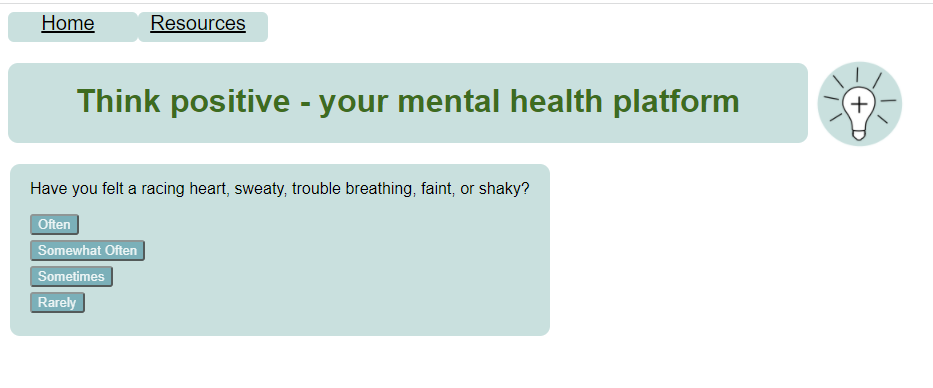 Home
Resources
Think positive - your mental health platform
Have you felt a racing heart, sweaty, trouble breathing, faint, or shaky?
Often
Somewhat Often
Sometimes
Rarely